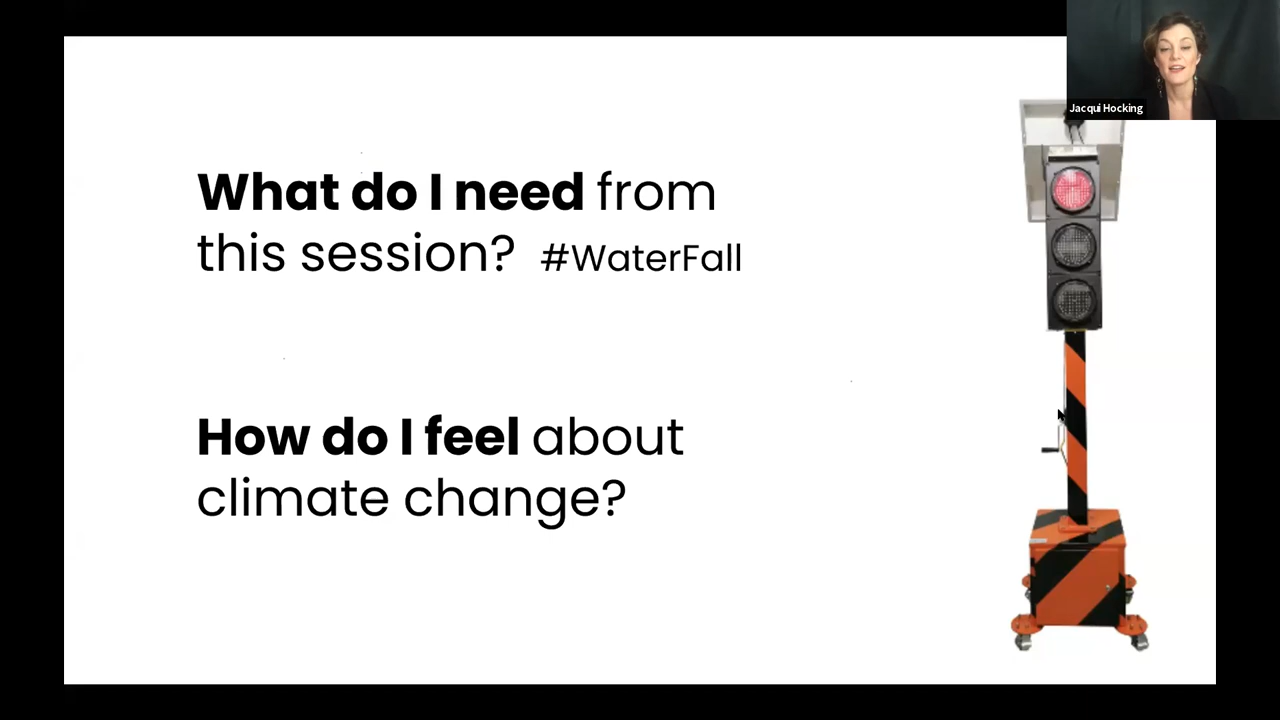 Jacqui Hocking
What do I need from
this session? #WaterFall
How do I feel about
climate change?